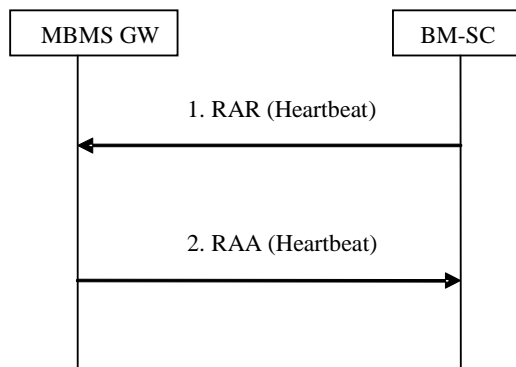 MBMS GW
BM-SC
1. RAR (Heartbeat)
2. RAA (Heartbeat)